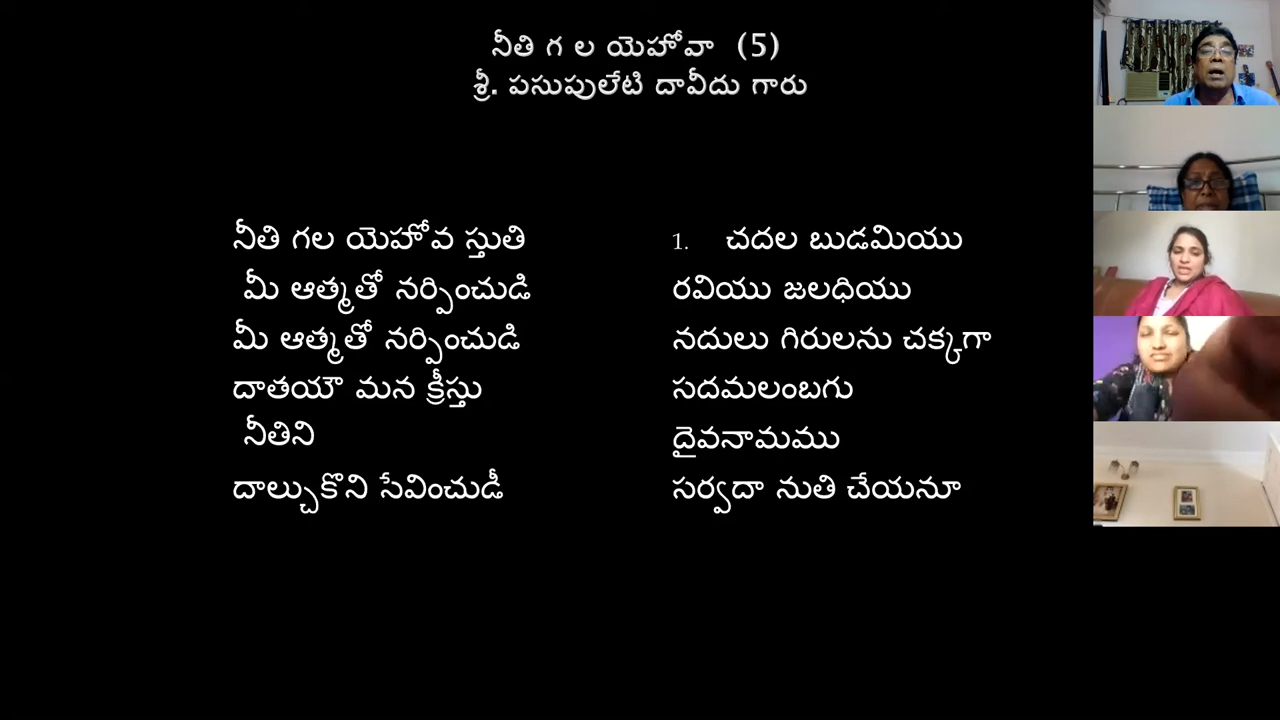 నీతి గ ల యెహోవా (5)
శ్రీ. పసుపులేటి దావీదు గారు
నీతి గల యెహోవ స్తుతి
మీ ఆత్మతో నర్పించుడి
మీ ఆత్మతో నర్పించుడి
దాతయౌ మన క్రీస్తు
నీతిని
దాల్చుకొని సేవించుడీ
1. చదల బుడమియు
రవియు జలధియు
నదులు గిరులను చక్కగా
సదమలంబగు
దైవనామము
సర్వదా నుతి చేయనూ